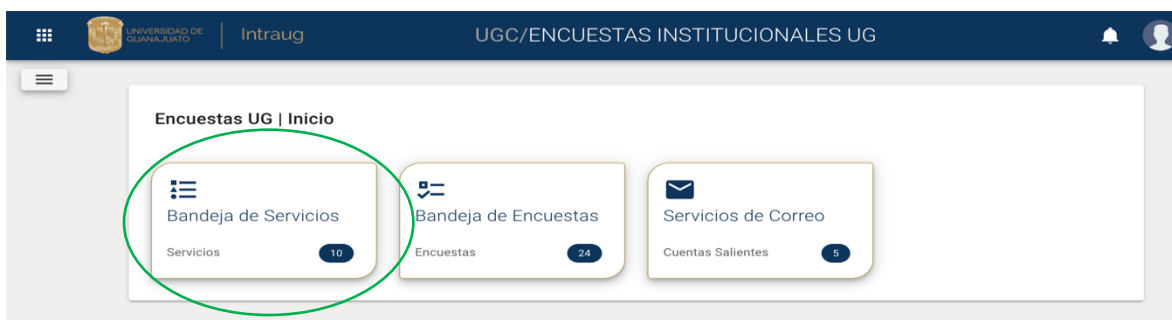 UNIVERSIDAD DE
GUANAJUATO
Intraug
UGC/ENCUESTAS INSTITUCIONALES UG
Encuestas UG | Inicio
Bandeja de Servicios
Servicios 10
Bandeja de Encuestas
Encuestas 24
Servicios de Correo
Cuentas Salientes 5